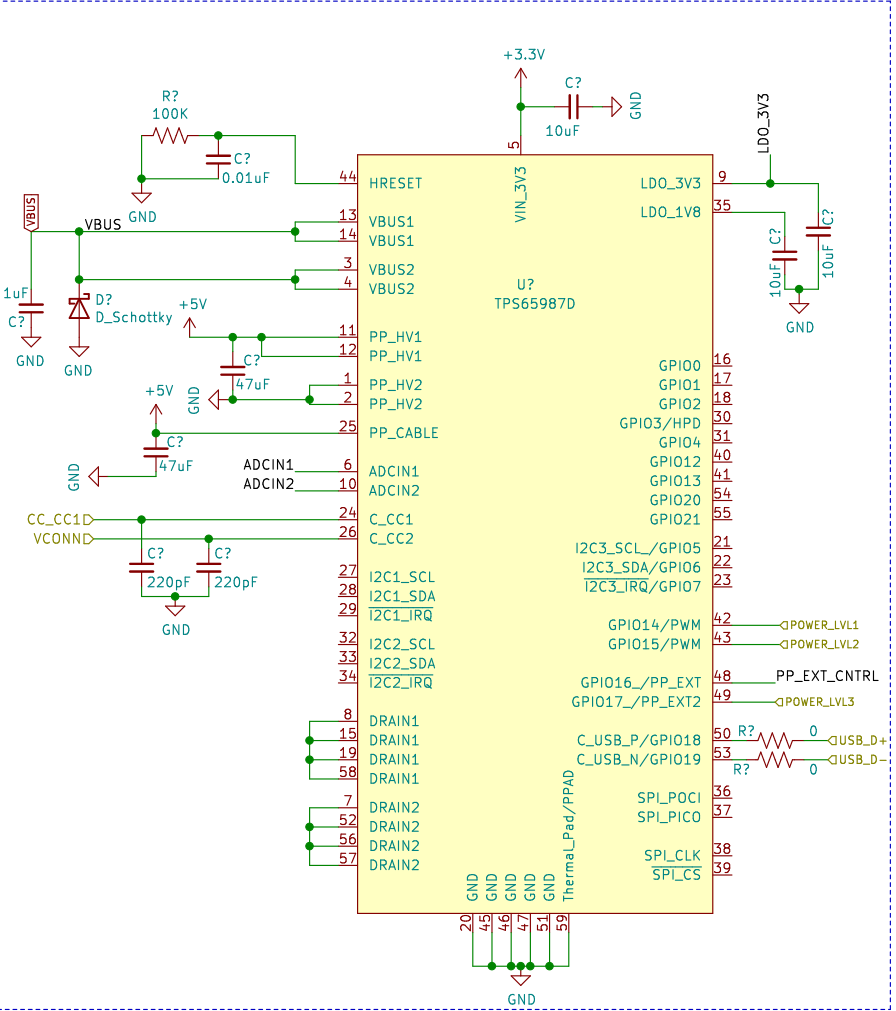 +3.3V
C?
10uF
GND
R?
100K
C?
0.01uF
GND
LDO_3V3
VBUS
VBUS
1uF
C?
GND
D?
D_Schottky
GND
+5V
C?
47uF
GND
+5V
C?
47uF
GND
ADCIN1
ADCIN2
CC_CC1
VCONN
C?
220pF
C?
220pF
GND
U?
TPS65987D
5
VIN_3V3
44 HRESET
13 VBUS1
14 VBUS1
3 VBUS2
4 VBUS2
11 PP_HV1
12 PP_HV1
1 PP_HV2
2 PP_HV2
25 PP_CABLE
6 ADCIN1
10 ADCIN2
24 C_CC1
26 C_CC2
27 I2C1_SCL
28 I2C1_SDA
29 I2C1_IRQ
32 I2C2_SCL
33 I2C2_SDA
34 I2C2_IRQ
8 DRAIN1
15 DRAIN1
19 DRAIN1
58 DRAIN1
7 DRAIN2
52 DRAIN2
56 DRAIN2
57 DRAIN2
LDO_3V3 9
LDO_1V8 35
C?
10uF
C?
10uF
GND
GPIO0 16
GPIO1 17
GPIO2 18
GPIO3/HPD 30
GPIO4 31
GPIO12 40
GPIO13 41
GPIO20 54
GPIO21 55
I2C3_SCL_/GPIO5 21
I2C3_SDA/GPIO6 22
I2C3_IRQ/GPIO7 23
GPIO14/PWM 42 POWER_LVL1
GPIO15/PWM 43 POWER_LVL2
GPIO16_/PP_EXT 48 PP_EXT_CNTRL
GPIO17_/PP_EXT2 49 POWER_LVL3
C_USB_P/GPIO18 50 R? 0 USB_D+
C_USB_N/GPIO19 53 R? 0 USB_D-
SPI_POCI 36
SPI_PICO 37
SPI_CLK 38
SPI_CS 39
GND 20
GND 45
GND 46
GND 47
GND 51
Thermal_Pad/PPAD 59
GND